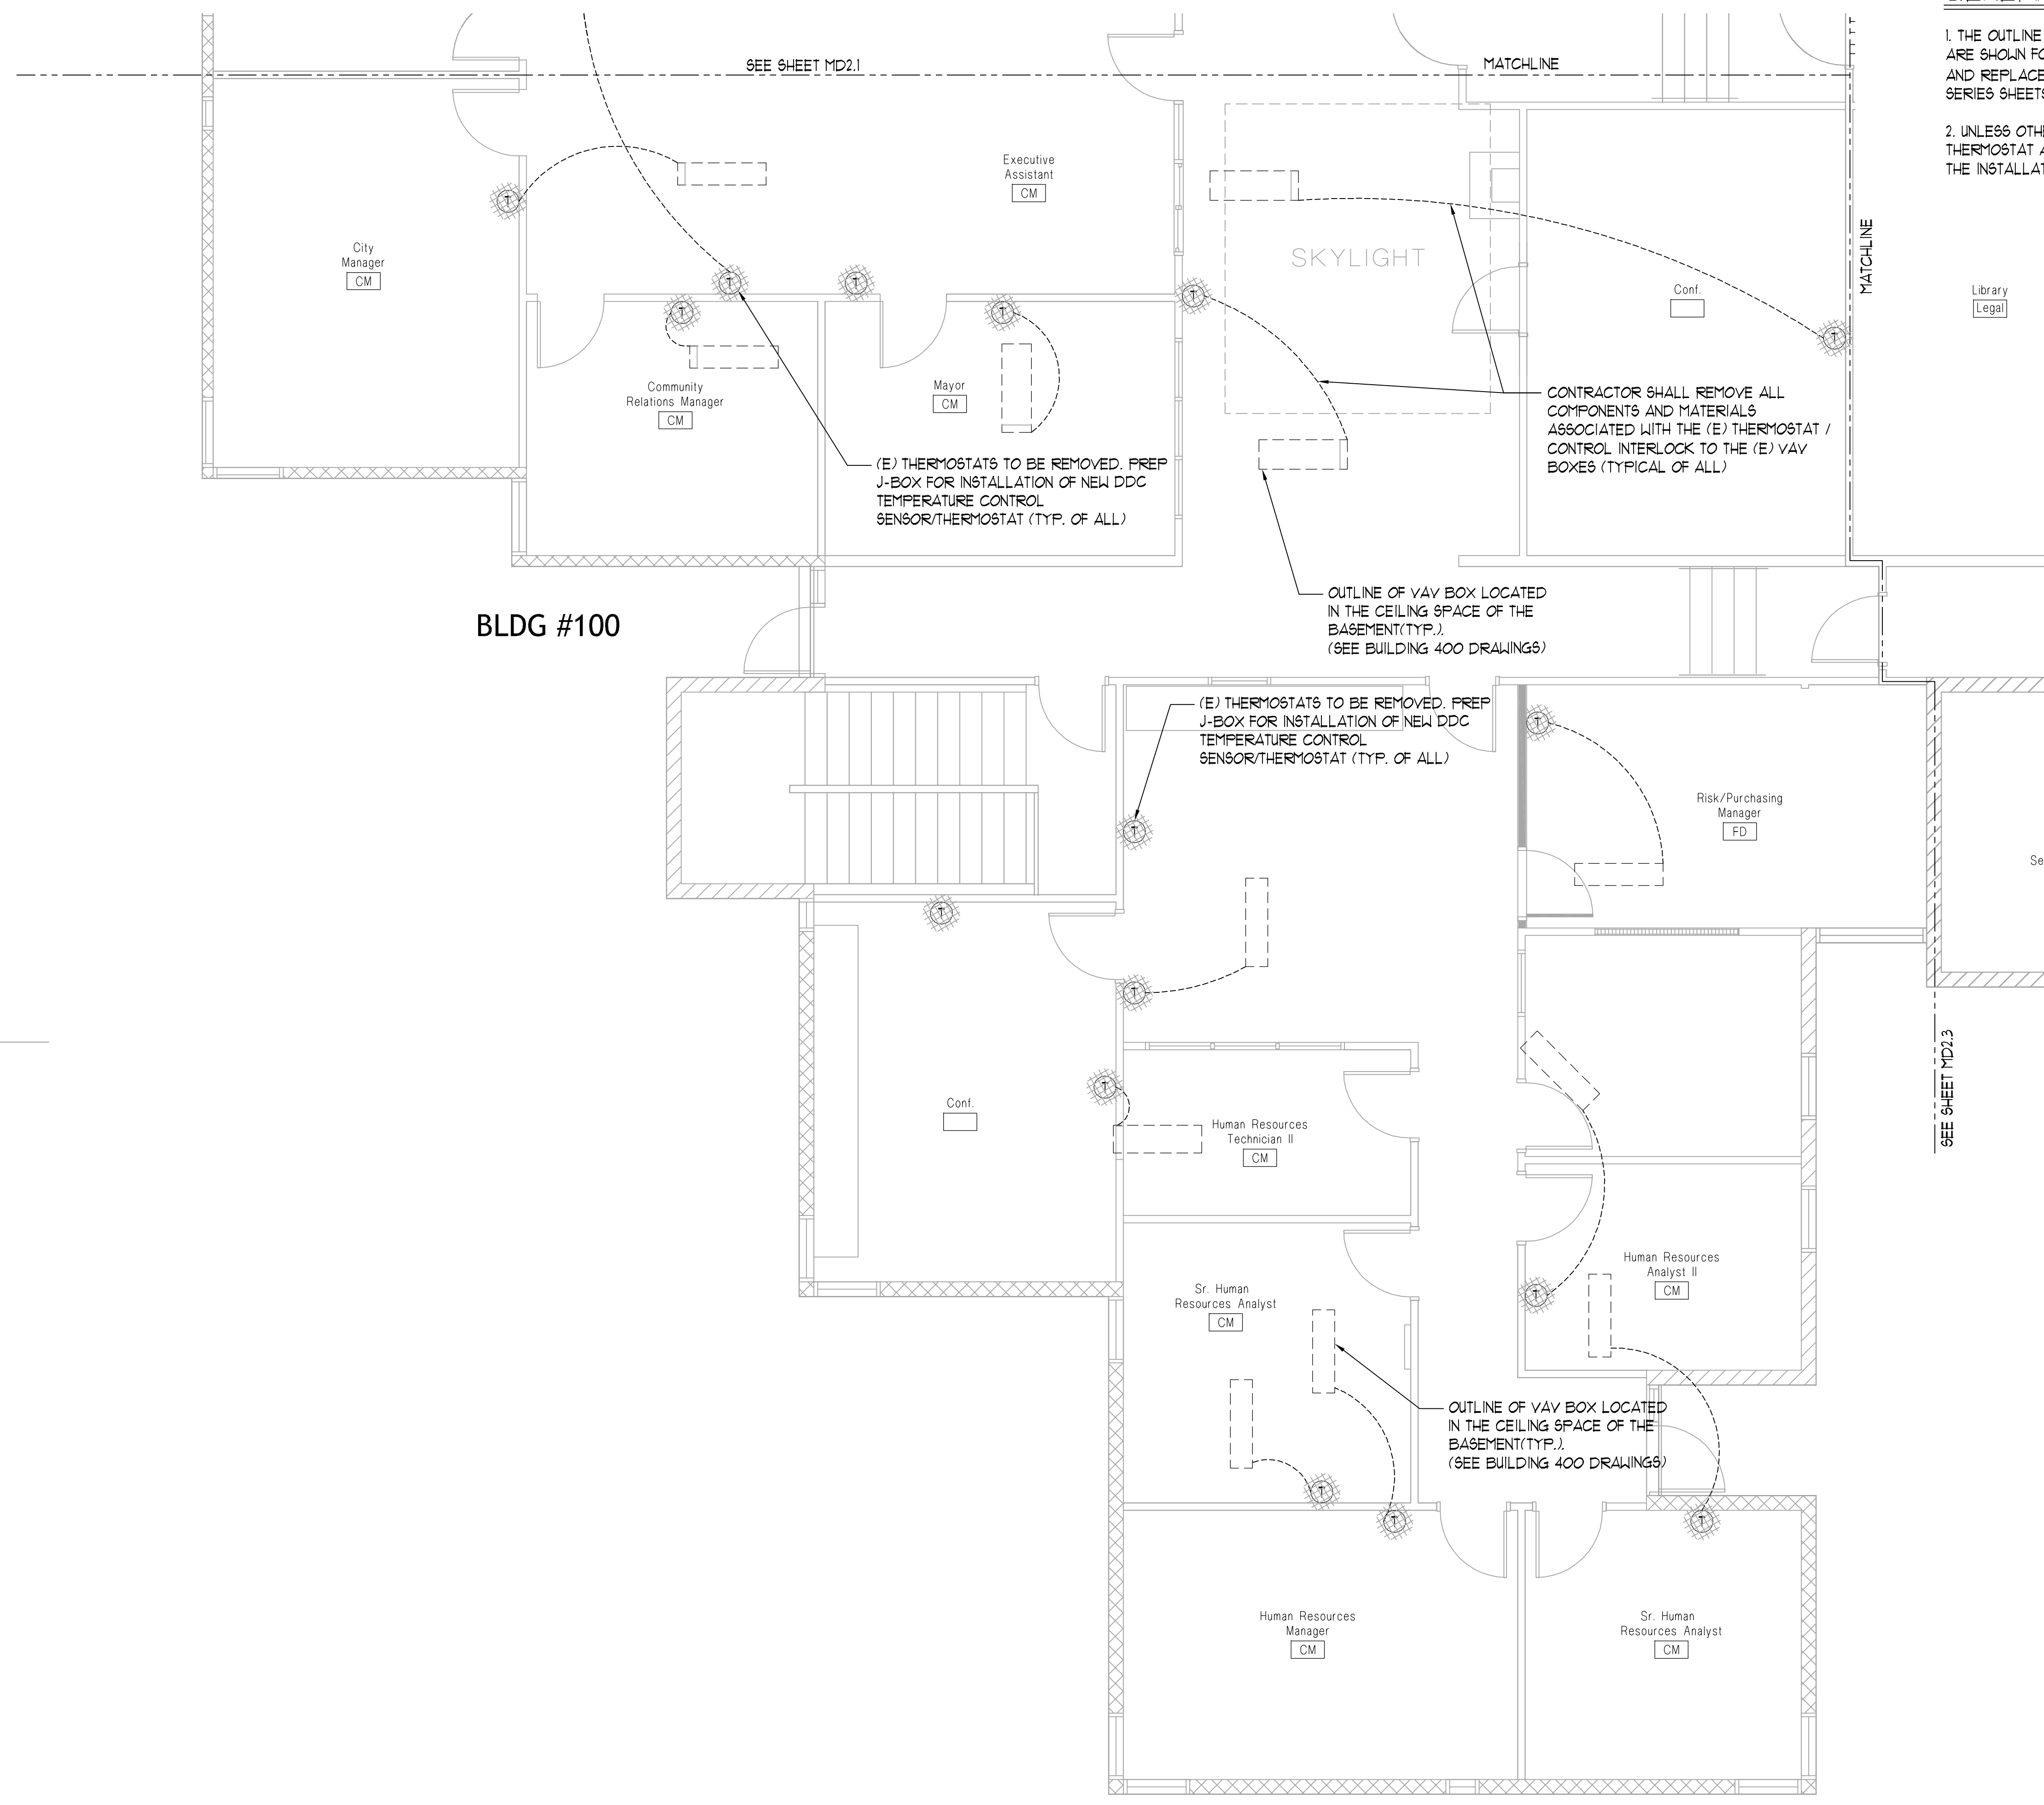 1. THE OUTLINE
ARE SHOWN FO
AND REPLACE
SERIES SHEETS
2. UNLESS OTHE
THERMOSTAT A
THE INSTALLAT
SEE SHEET MD2.1
MATCHLINE
Executive
Assistant
CM
City
Manager
CM
SKYLIGHT
MATCHLINE
Conf.
Library
Legal
T
T
T
T
T
T
T
Community
Relations Manager
CM
Mayor
CM
CONTRACTOR SHALL REMOVE ALL
COMPONENTS AND MATERIALS
ASSOCIATED WITH THE (E) THERMOSTAT /
CONTROL INTERLOCK TO THE (E) VAV
BOXES (TYPICAL OF ALL)
(E) THERMOSTATS TO BE REMOVED. PREP
J-BOX FOR INSTALLATION OF NEW DDC
TEMPERATURE CONTROL
SENSOR/THERMOSTAT (TYP. OF ALL)
BLDG #100
OUTLINE OF VAV BOX LOCATED
IN THE CEILING SPACE OF THE
BASEMENT(TYP.).
(SEE BUILDING 400 DRAWINGS)
(E) THERMOSTATS TO BE REMOVED. PREP
J-BOX FOR INSTALLATION OF NEW DDC
TEMPERATURE CONTROL
SENSOR/THERMOSTAT (TYP. OF ALL)
T
T
Risk/Purchasing
Manager
FD
Se
T
T
T
Conf.
Human Resources
Technician II
CM
SEE SHEET MD2.3
Human Resources
Analyst II
CM
T
Sr. Human
Resources Analyst
CM
OUTLINE OF VAV BOX LOCATED
IN THE CEILING SPACE OF THE
BASEMENT(TYP.).
(SEE BUILDING 400 DRAWINGS)
T
T
T
Human Resources
Manager
CM
Sr. Human
Resources Analyst
CM